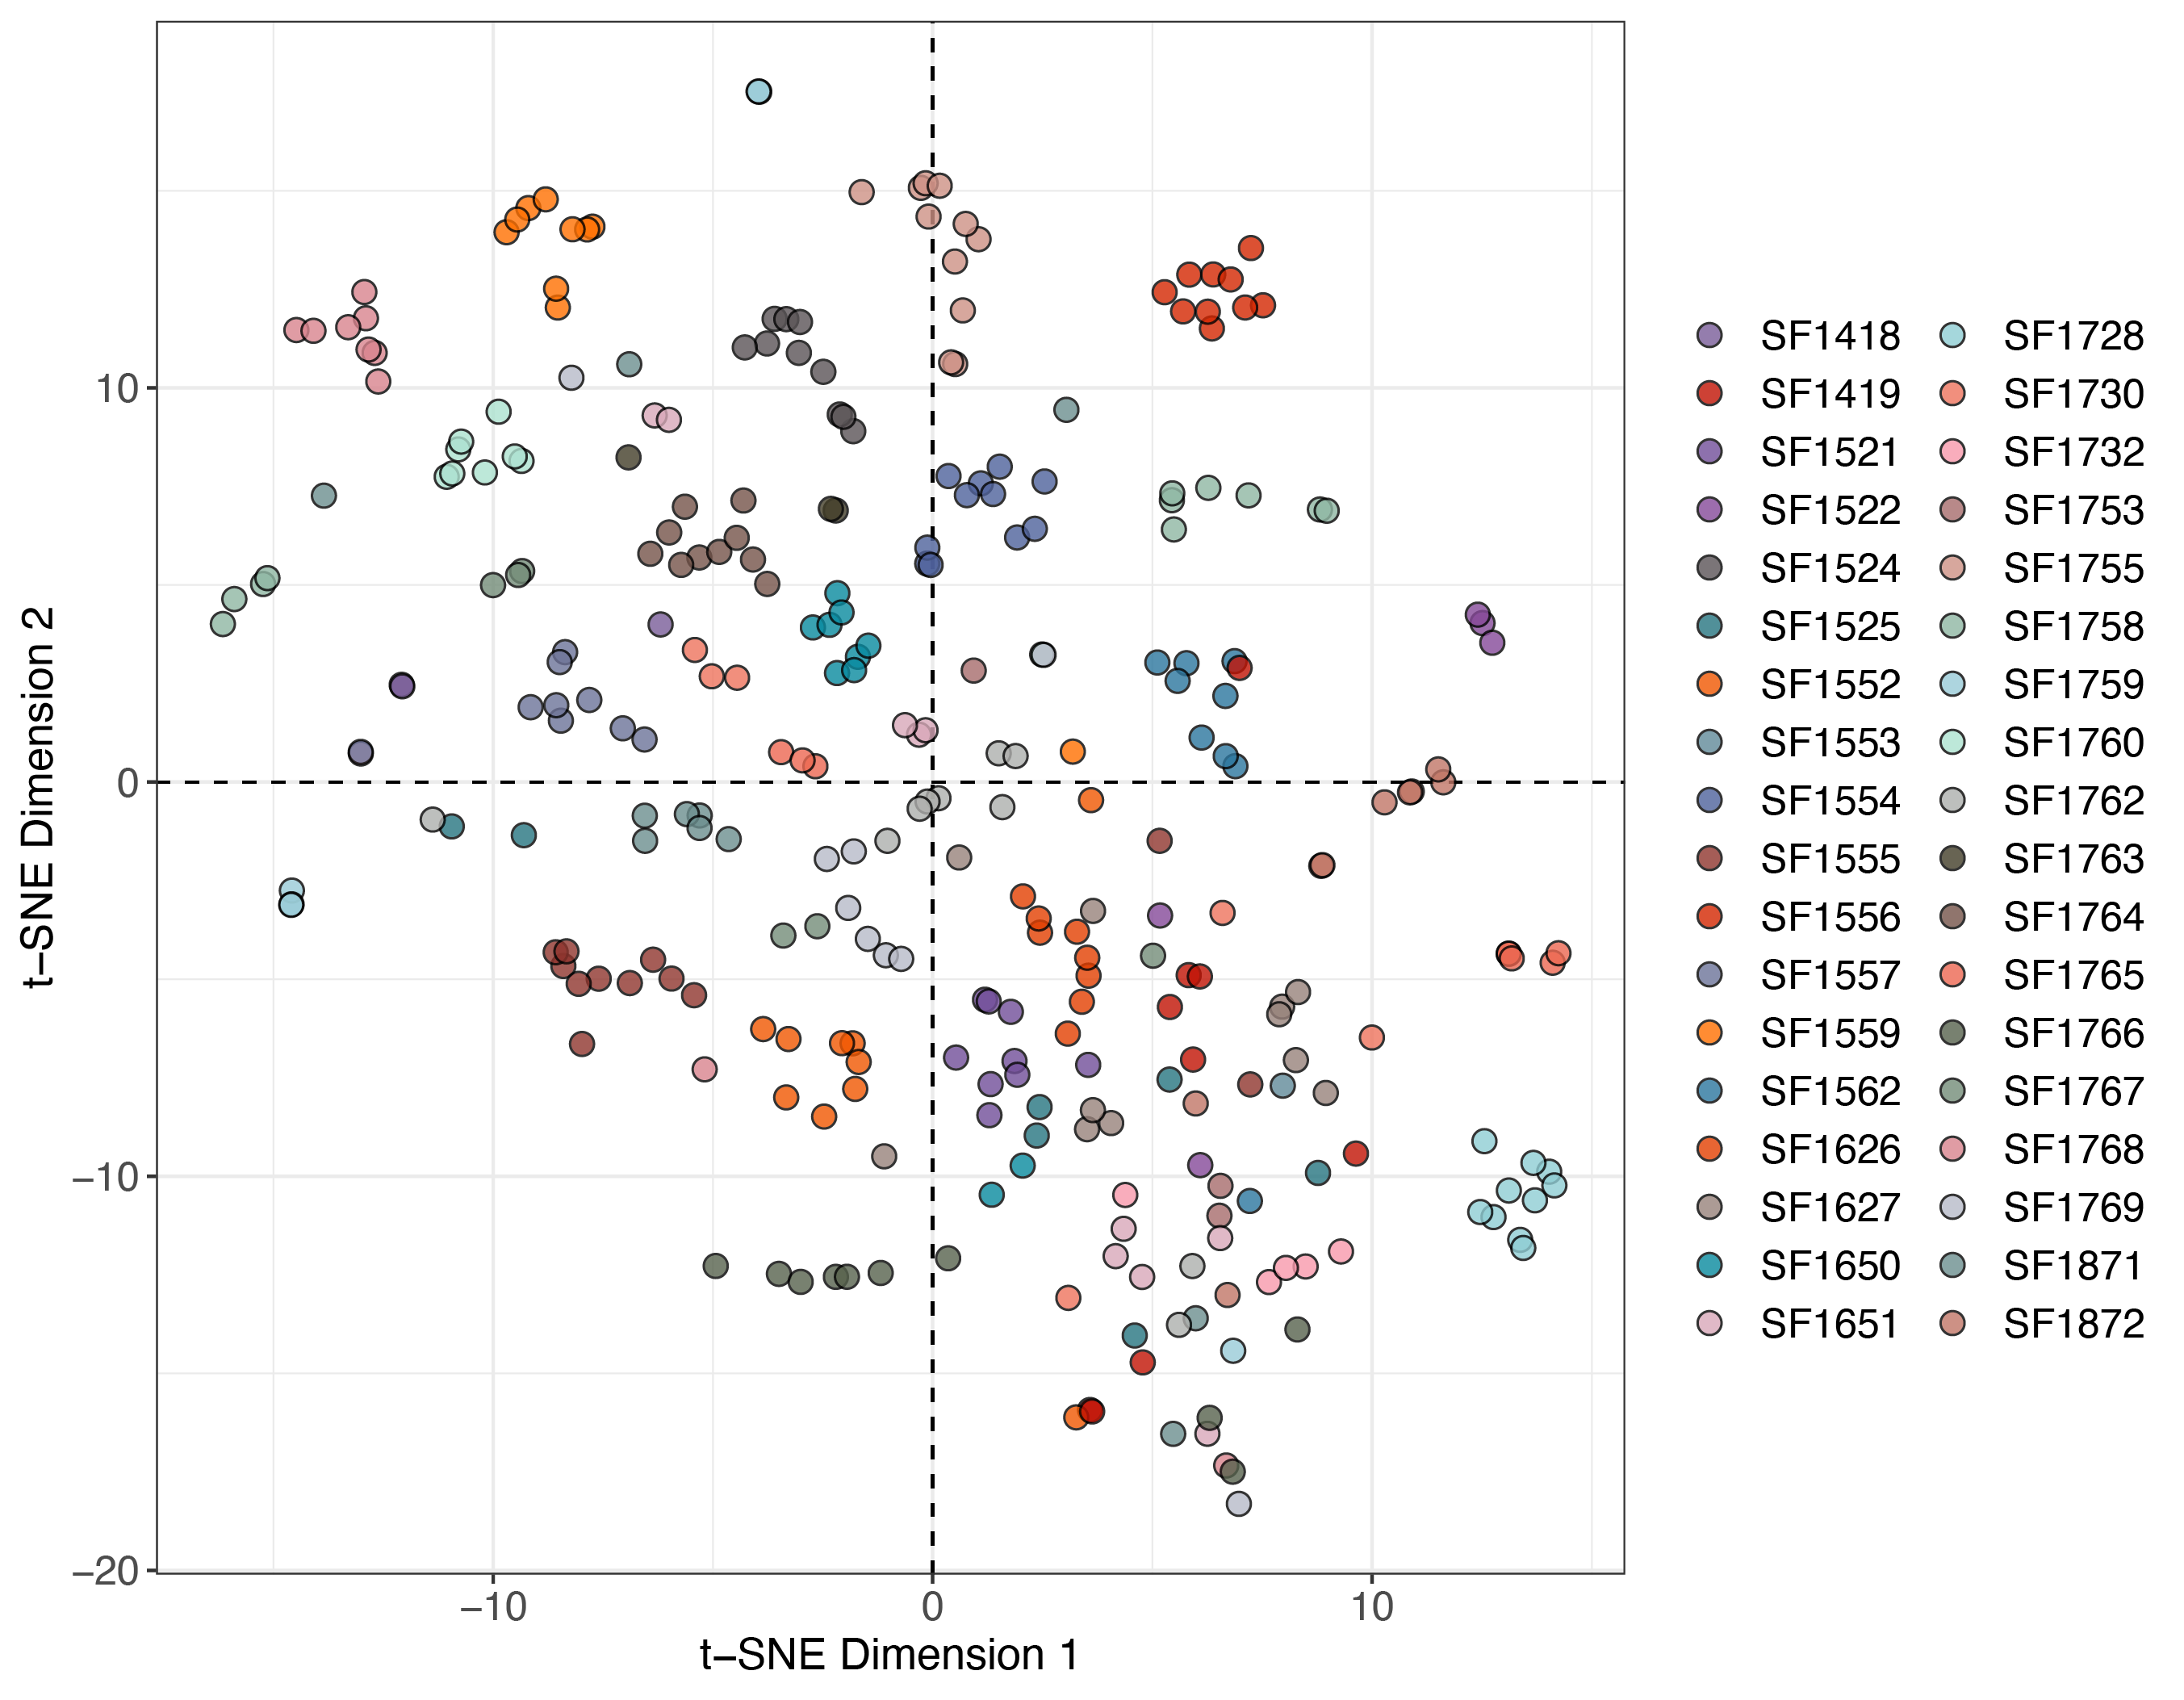 10
0
−10
−20
−10 0 10
t−SNE Dimension 1
t−SNE Dimension 2
SF1418 SF1728
SF1419 SF1730
SF1521 SF1732
SF1522 SF1753
SF1524 SF1755
SF1525 SF1758
SF1552 SF1759
SF1553 SF1760
SF1554 SF1762
SF1555 SF1763
SF1556 SF1764
SF1557 SF1765
SF1559 SF1766
SF1562 SF1767
SF1626 SF1768
SF1627 SF1769
SF1650 SF1871
SF1651 SF1872